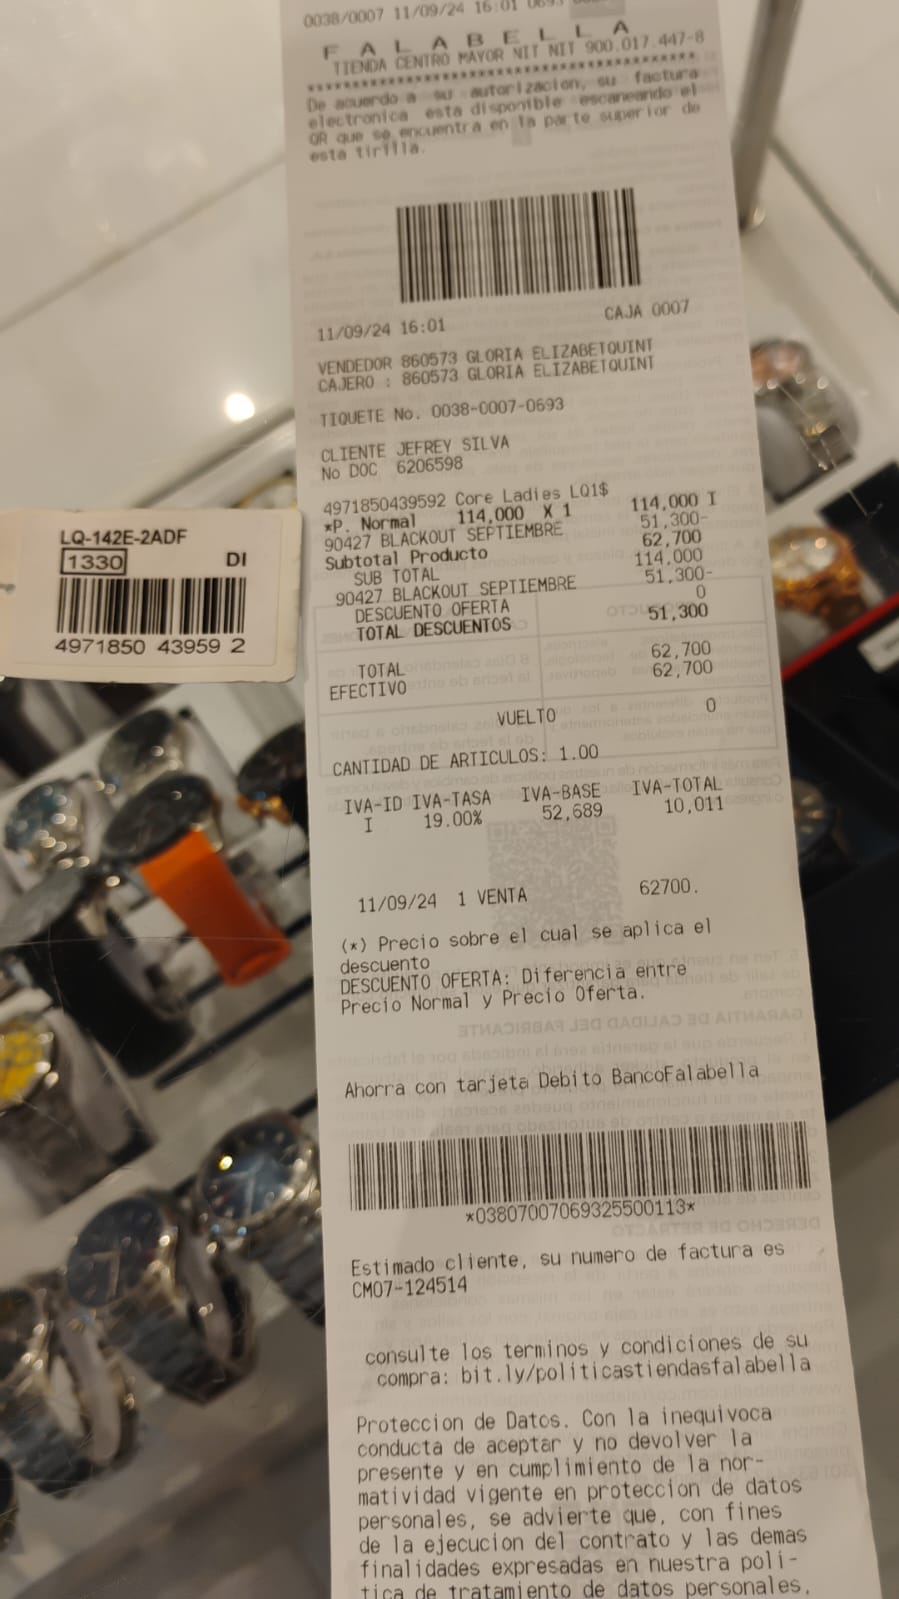 0038/0007 11/09/24 16:01 0693
FALABELLA
TIENDA CENTRO MAYOR NIT NIT 900.017.447-8
****************************************
De acuerdo a su autorizacion, su factura
electronica esta disponible escaneando el
QR que se encuentra en la parte superior de
esta tirilla.
11/09/24 16:01 CAJA 0007
VENDEDOR 860573 GLORIA ELIZABETQUINT
CAJERO : 860573 GLORIA ELIZABETQUINT
TIQUETE No. 0038-0007-0693
CLIENTE JEFREY SILVA
No DOC 6206598
4971850439592 Core Ladies LQ1$
*P. Normal 114,000 X 1 114,000 I
90427 BLACKOUT SEPTIEMBRE 51,300-
Subtotal Producto 62,700
SUB TOTAL 114,000
90427 BLACKOUT SEPTIEMBRE 51,300-
DESCUENTO OFERTA 0
TOTAL DESCUENTOS 51,300
TOTAL 62,700
EFECTIVO 62,700
VUELTO 0
CANTIDAD DE ARTICULOS: 1.00
IVA-ID IVA-TASA IVA-BASE IVA-TOTAL
I 19.00% 52,689 10,011
11/09/24 1 VENTA 62700.
(*) Precio sobre el cual se aplica el
descuento
DESCUENTO OFERTA: Diferencia entre
Precio Normal y Precio Oferta.
Ahorra con tarjeta Debito BancoFalabella
*038070007069325500113*
Estimado cliente, su numero de factura es
CM07-124514
consulte los terminos y condiciones de su
compra: bit.ly/politicastiendasfalabella
Proteccion de Datos. Con la inequivoca
conducta de aceptar y no devolver la
presente y en cumplimiento de la nor-
matividad vigente en proteccion de datos
personales, se advierte que, con fines
de la ejecucion del contrato y las demas
finalidades expresadas en nuestra poli-
tica de tratamiento de datos personales,
LQ-142E-2ADF
1330 DI
4971850 43959 2